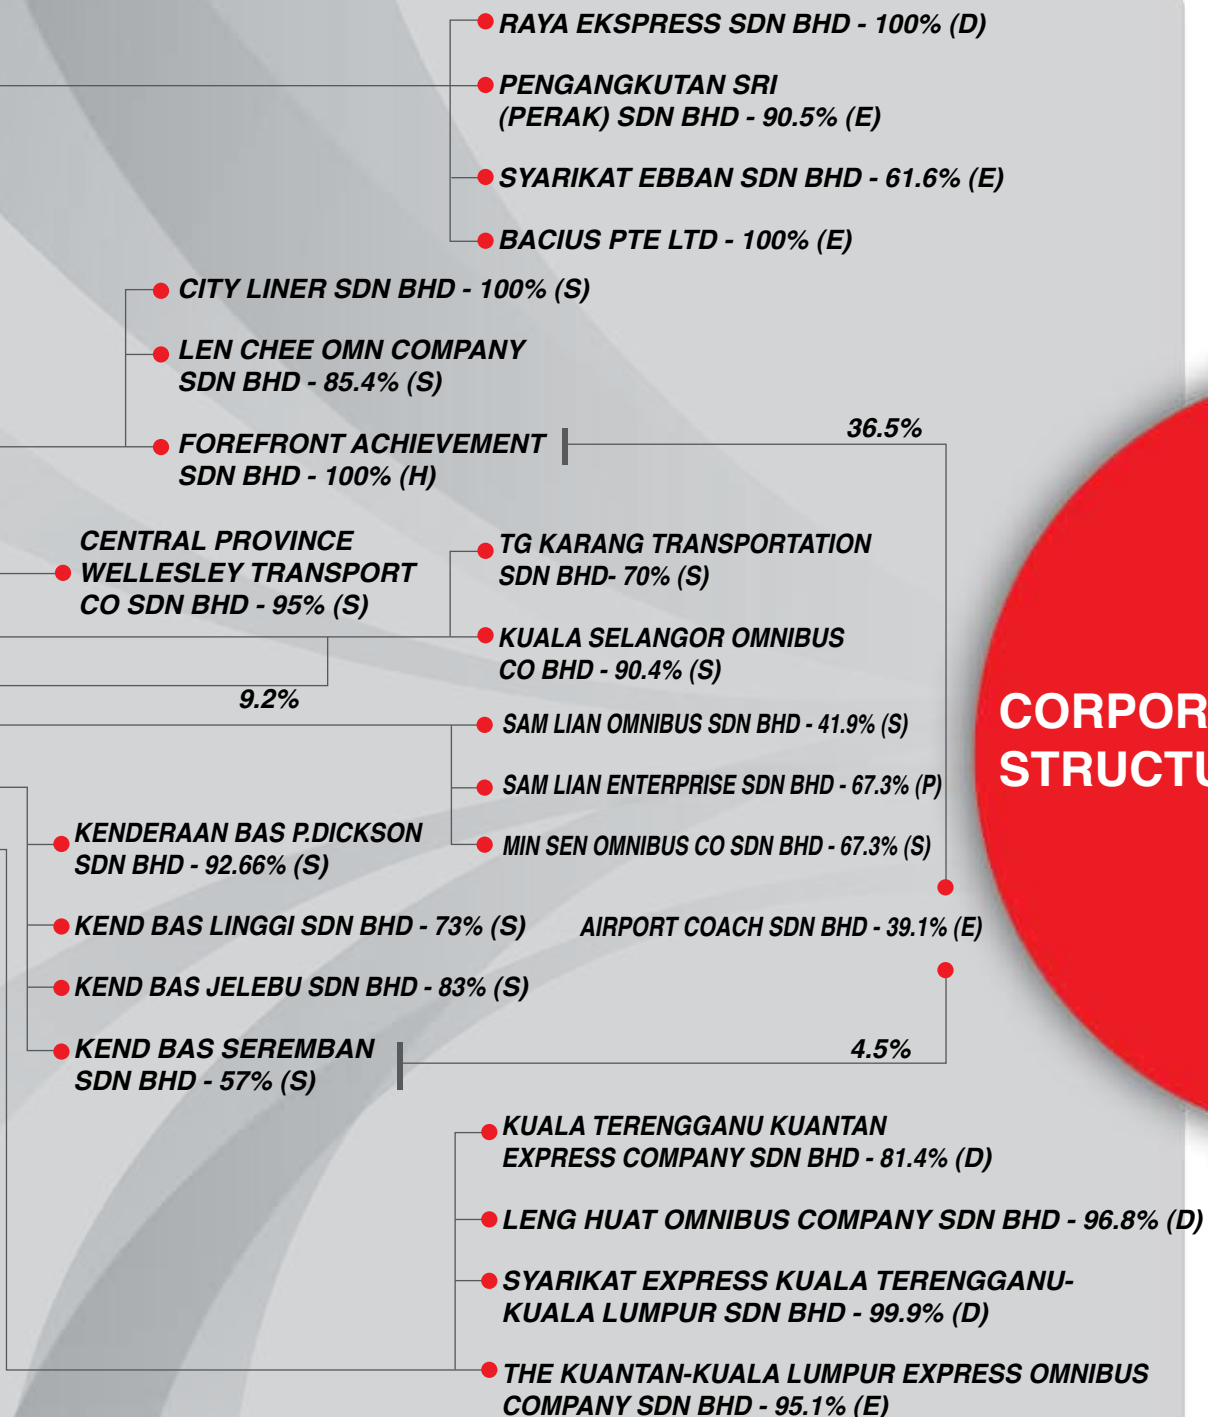 RAYA EKSPRESS SDN BHD - 100% (D)
PENGANGKUTAN SRI
(PERAK) SDN BHD - 90.5% (E)
SYARIKAT EBBAN SDN BHD - 61.6% (E)
BACIUS PTE LTD - 100% (E)
CITY LINER SDN BHD - 100% (S)
LEN CHEE OMN COMPANY
SDN BHD - 85.4% (S)
FOREFRONT ACHIEVEMENT
SDN BHD - 100% (H)
36.5%
CENTRAL PROVINCE
WELLESLEY TRANSPORT
CO SDN BHD - 95% (S)
TG KARANG TRANSPORTATION
SDN BHD- 70% (S)
KUALA SELANGOR OMNIBUS
CO BHD - 90.4% (S)
9.2%
SAM LIAN OMNIBUS SDN BHD - 41.9% (S)
SAM LIAN ENTERPRISE SDN BHD - 67.3% (P)
MIN SEN OMNIBUS CO SDN BHD - 67.3% (S)
CORPOR
STRUCTU
KENDERAAN BAS P.DICKSON
SDN BHD - 92.66% (S)
KEND BAS LINGGI SDN BHD - 73% (S)
AIRPORT COACH SDN BHD - 39.1% (E)
KEND BAS JELEBU SDN BHD - 83% (S)
KEND BAS SEREMBAN
SDN BHD - 57% (S)
4.5%
KUALA TERENGGANU KUANTAN
EXPRESS COMPANY SDN BHD - 81.4% (D)
LENG HUAT OMNIBUS COMPANY SDN BHD - 96.8% (D)
SYARIKAT EXPRESS KUALA TERENGGANU-
KUALA LUMPUR SDN BHD - 99.9% (D)
THE KUANTAN-KUALA LUMPUR EXPRESS OMNIBUS
COMPANY SDN BHD - 95.1% (E)